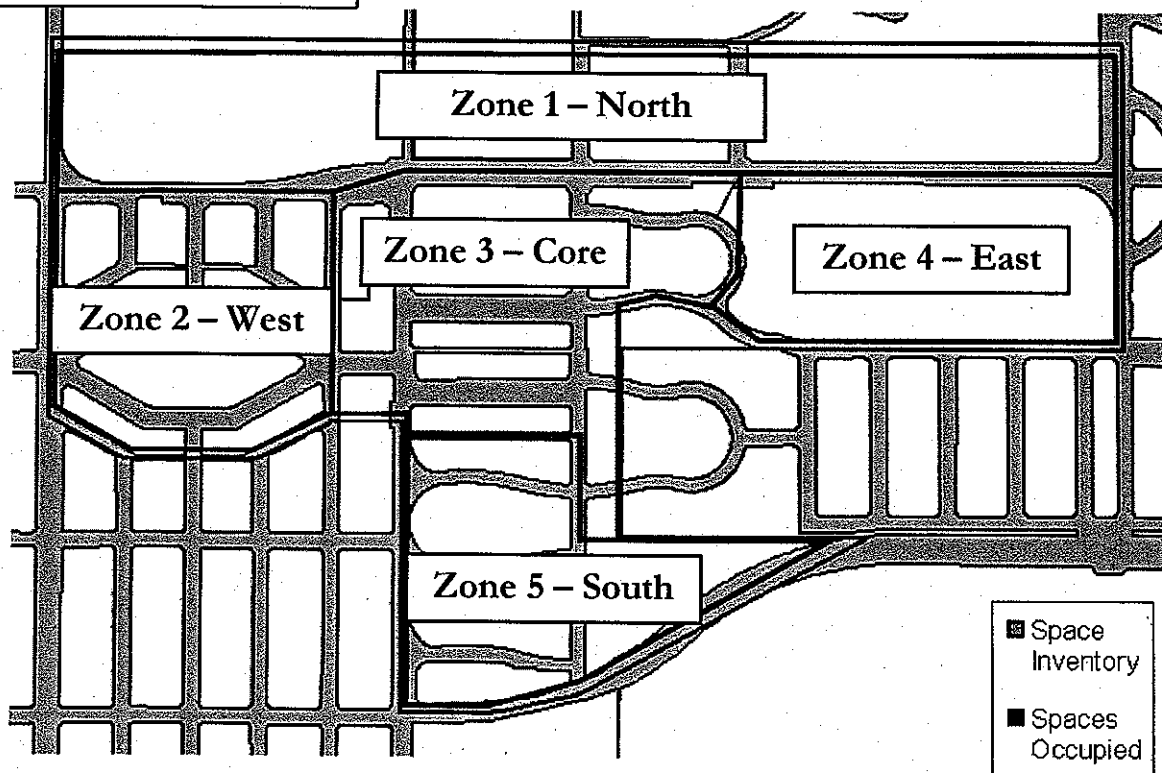 Zone 1 – North
Zone 3 – Core
Zone 4 – East
Zone 2 – West
Zone 5 – South
Space
Inventory
Spaces
Occupied